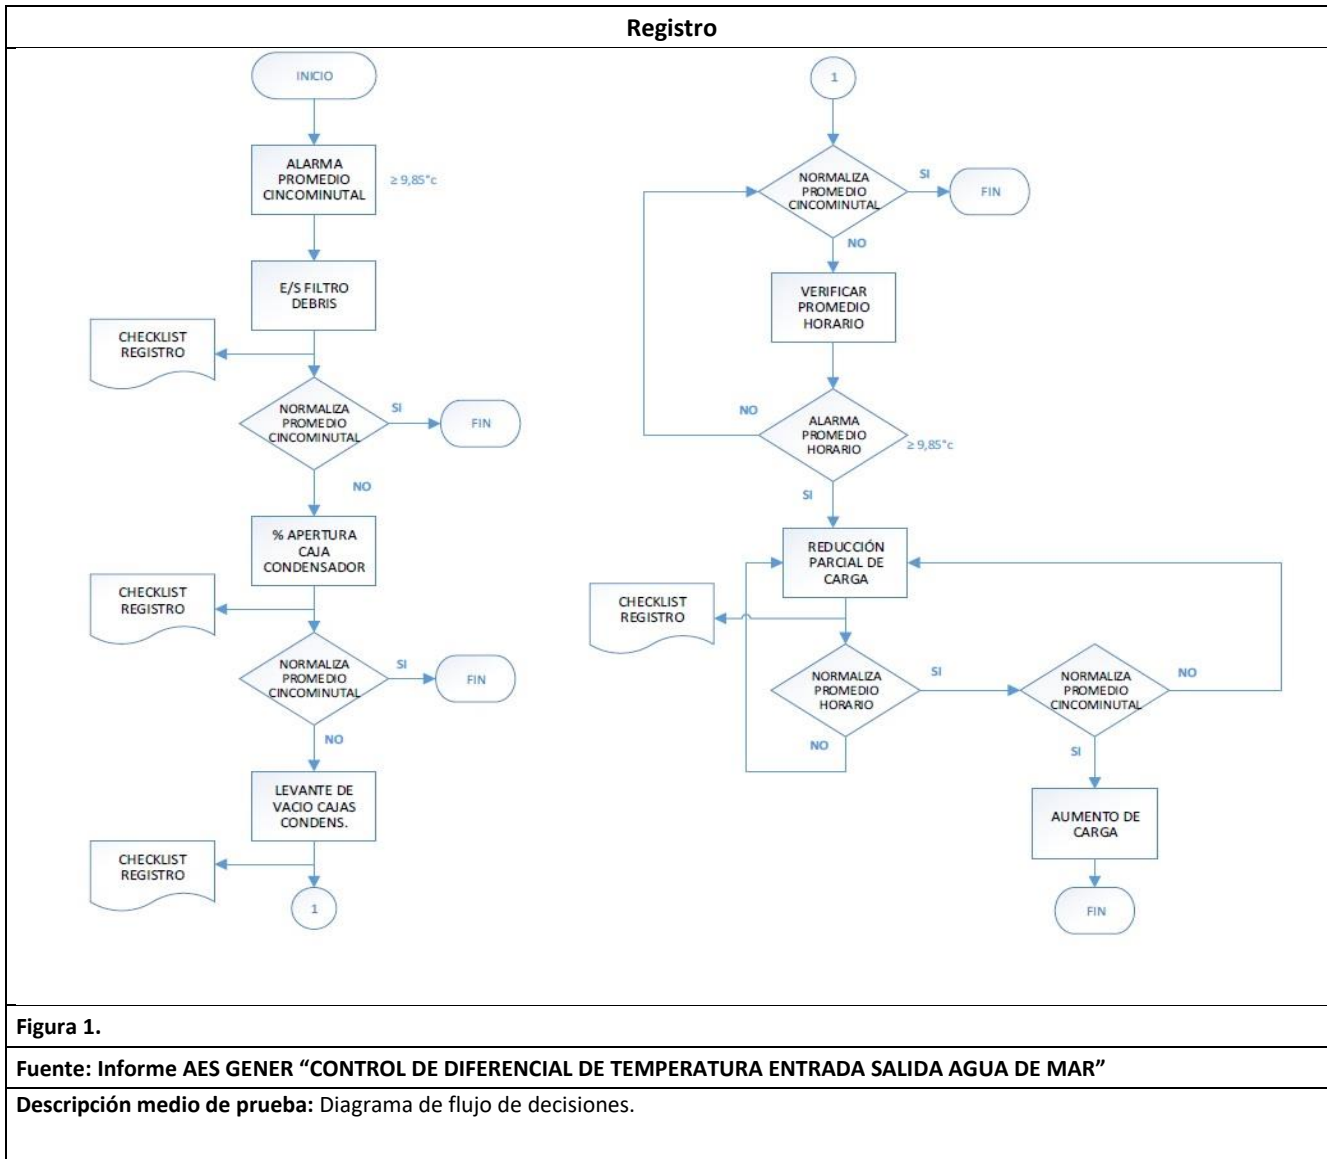 Registro
INICIO
ALARMA
PROMEDIO
CINCOMINUTAL
≥ 9,85°c
E/S FILTRO
DEBRIS
CHECKLIST
REGISTRO
NORMALIZA
PROMEDIO
CINCOMINUTAL
SI
FIN
NO
% APERTURA
CAJA
CONDENSADOR
CHECKLIST
REGISTRO
NORMALIZA
PROMEDIO
CINCOMINUTAL
SI
FIN
NO
LEVANTE DE
VACIO CAJAS
CONDENS.
CHECKLIST
REGISTRO
1
1
NORMALIZA
PROMEDIO
CINCOMINUTAL
SI
FIN
NO
VERIFICAR
PROMEDIO
HORARIO
NO
ALARMA
PROMEDIO
HORARIO
≥ 9,85°c
SI
REDUCCIÓN
PARCIAL DE
CARGA
CHECKLIST
REGISTRO
NORMALIZA
PROMEDIO
HORARIO
SI
NO
NORMALIZA
PROMEDIO
CINCOMINUTAL
NO
SI
AUMENTO DE
CARGA
FIN
Figura 1.
Fuente: Informe AES GENER “CONTROL DE DIFERENCIAL DE TEMPERATURA ENTRADA SALIDA AGUA DE MAR”
Descripción medio de prueba: Diagrama de flujo de decisiones.